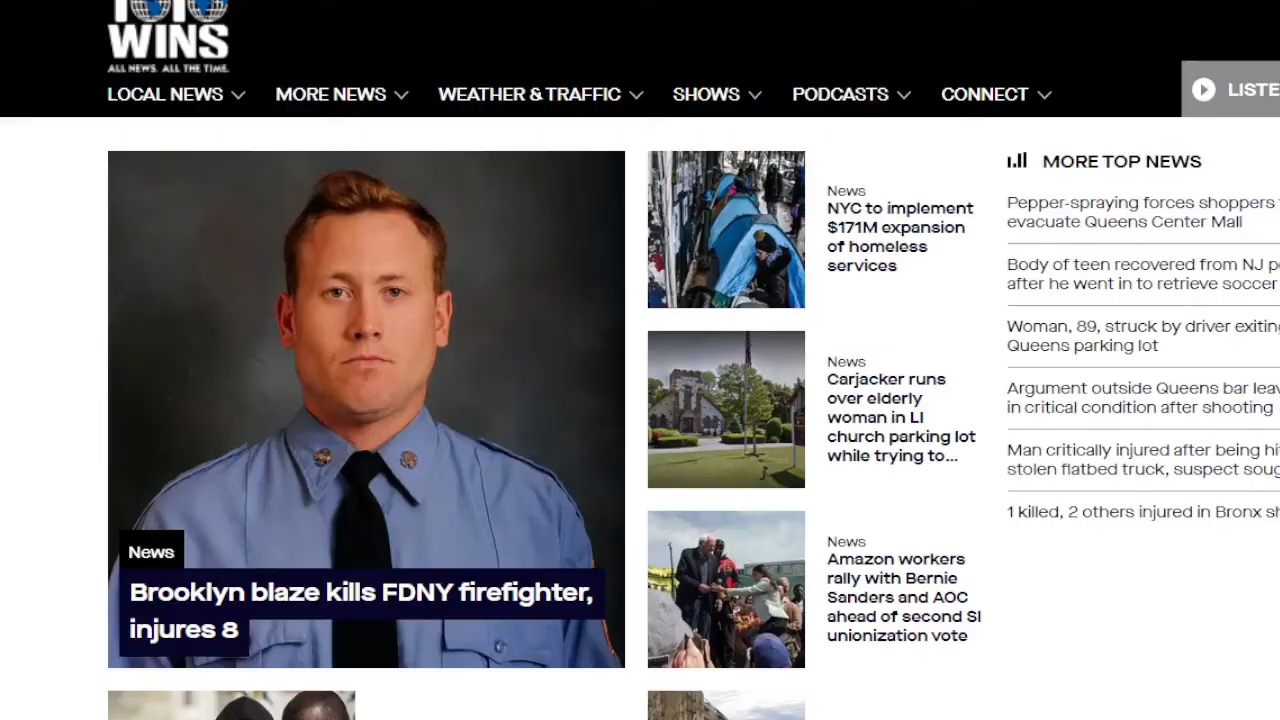 WINS
ALL NEWS. ALL THE TIME.
LOCAL NEWS
MORE NEWS
WEATHER & TRAFFIC
SHOWS
PODCASTS
CONNECT
News
Brooklyn blaze kills FDNY firefighter,
injures 8
News
NYC to implement
$171M expansion
of homeless
services
News
Carjacker runs
over elderly
woman in LI
church parking lot
while trying to...
News
Amazon workers
rally with Bernie
Sanders and AOC
ahead of second SI
unionization vote
MORE TOP NEWS
Pepper-spraying forces shoppers
evacuate Queens Center Mall
Body of teen recovered from NJ
after he went in to retrieve soccer
Woman, 89, struck by driver
Queens parking lot
Argument outside Queens bar
in critical condition after shooting
Man critically injured after being
stolen flatbed truck, suspect
1 killed, 2 others injured in Bronx